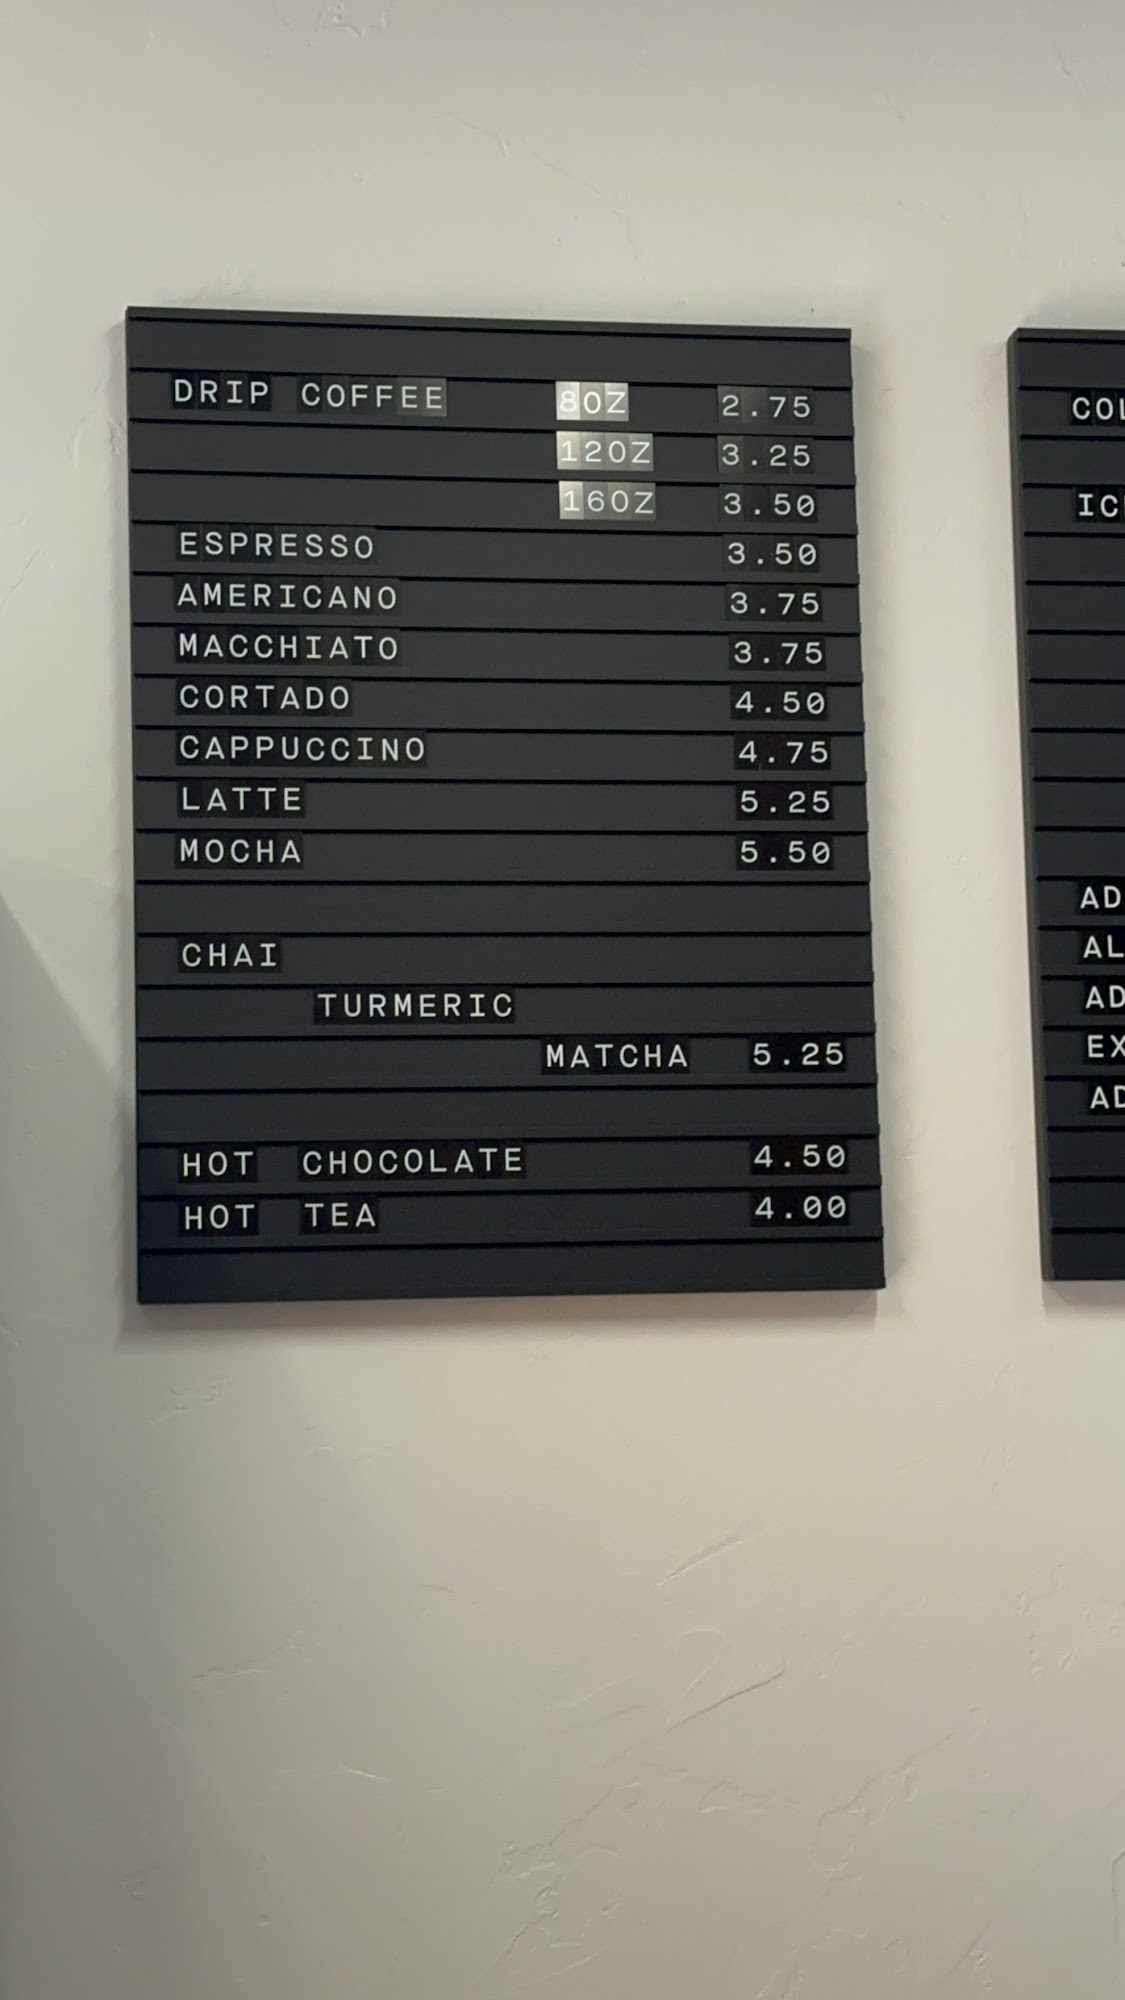 DRIP COFFEE 8OZ 2.75
12OZ 3.25
16OZ 3.50
ESPRESSO 3.50
AMERICANO 3.75
MACCHIATO 3.75
CORTADO 4.50
CAPPUCCINO 4.75
LATTE 5.25
MOCHA 5.50
CHAI
TURMERIC
MATCHA 5.25
HOT CHOCOLATE 4.50
HOT TEA 4.00